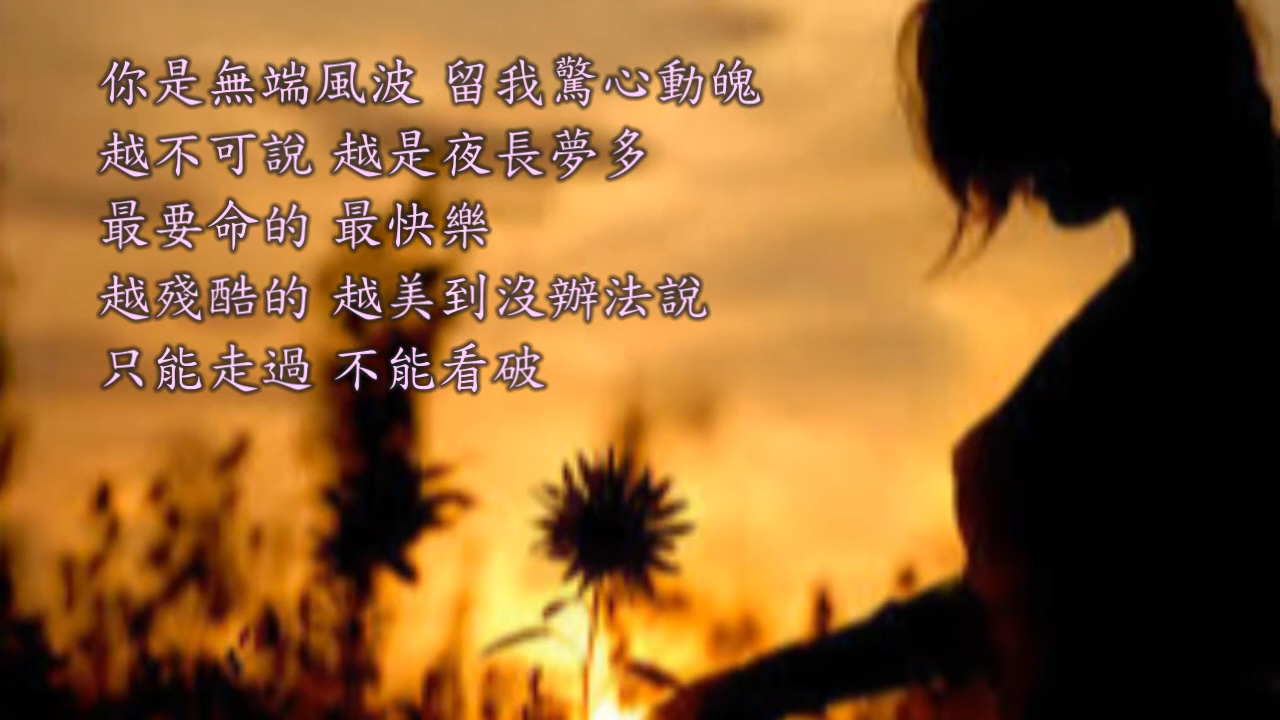 你是無端風波 留我驚心動魄
越不可說 越是夜長夢多
最要命的 最快樂
越殘酷的 越美到沒辦法說
只能走過 不能看破